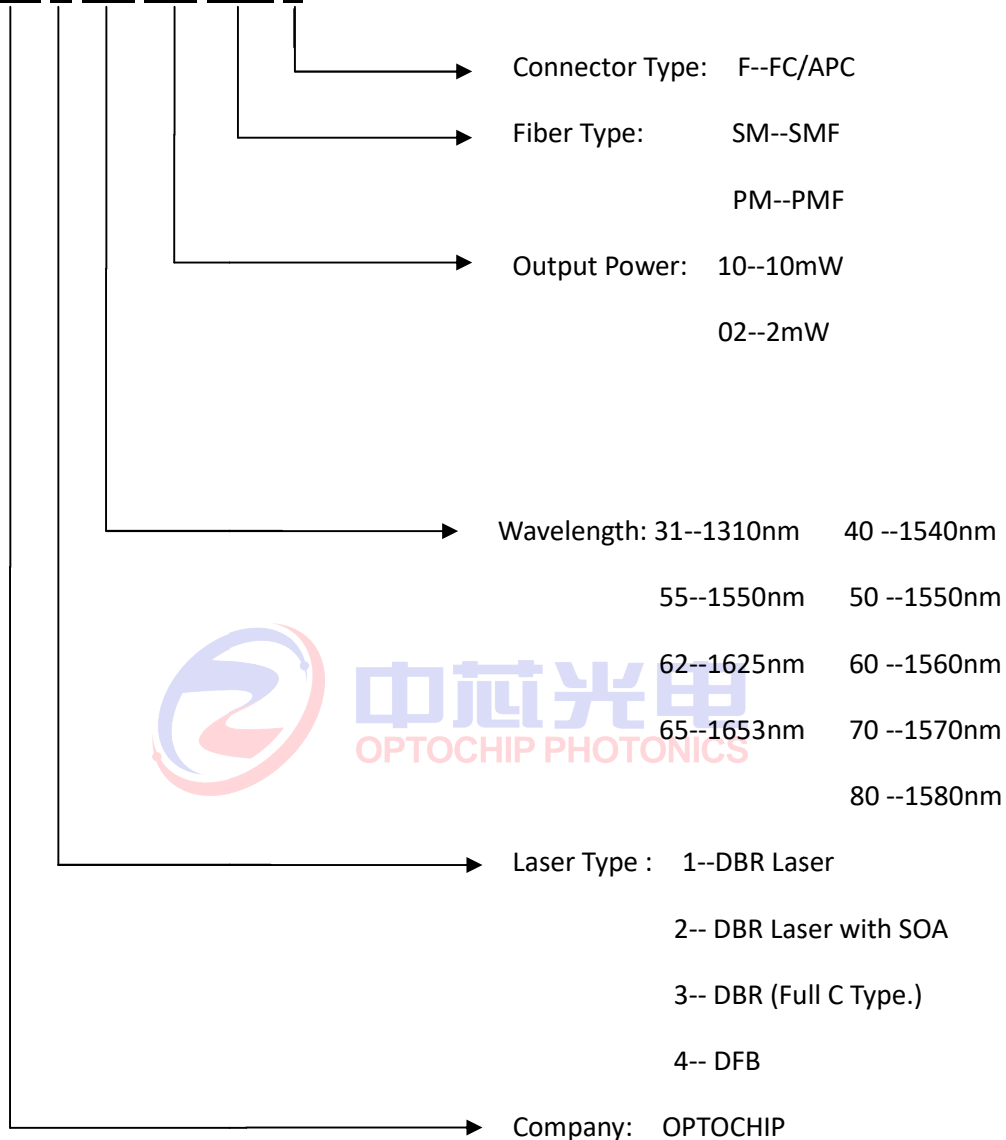 Connector Type: F--FC/APC
Fiber Type: SM--SMF
PM--PMF
Output Power: 10--10mW
02--2mW
Wavelength: 31--1310nm 40 --1540nm
55--1550nm 50 --1550nm
62--1625nm 60 --1560nm
中芯光电
65--1653nm 70 --1570nm
OPTOCHIP PHOTONICS
80 --1580nm
Laser Type : 1--DBR Laser
2-- DBR Laser with SOA
3-- DBR (Full C Type.)
4-- DFB
Company: OPTOCHIP